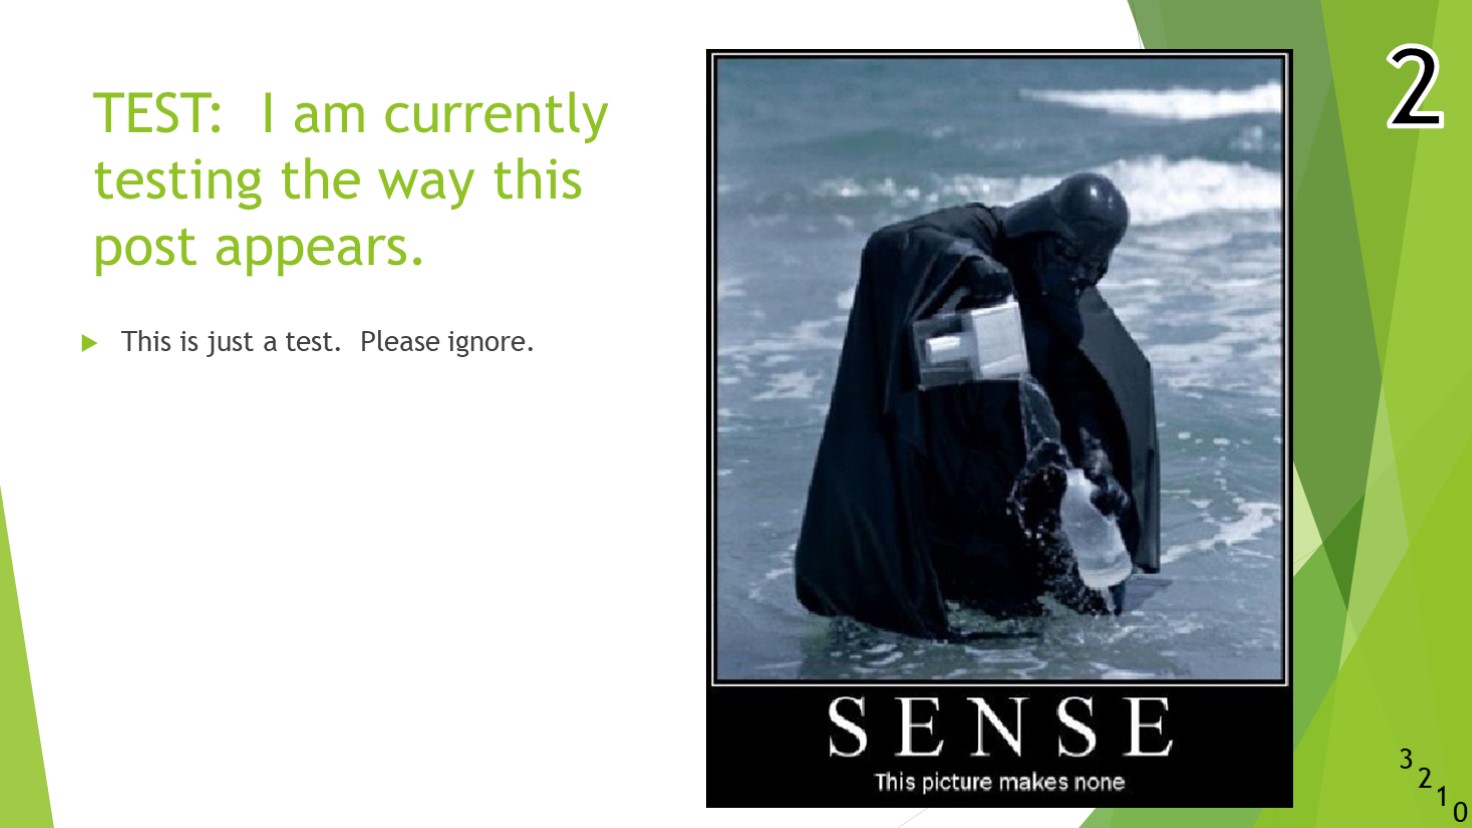 TEST:  I am currently
testing the way this
post appears.
This is just a test.  Please ignore.
2
SENSE
This picture makes none
3
2
1
0